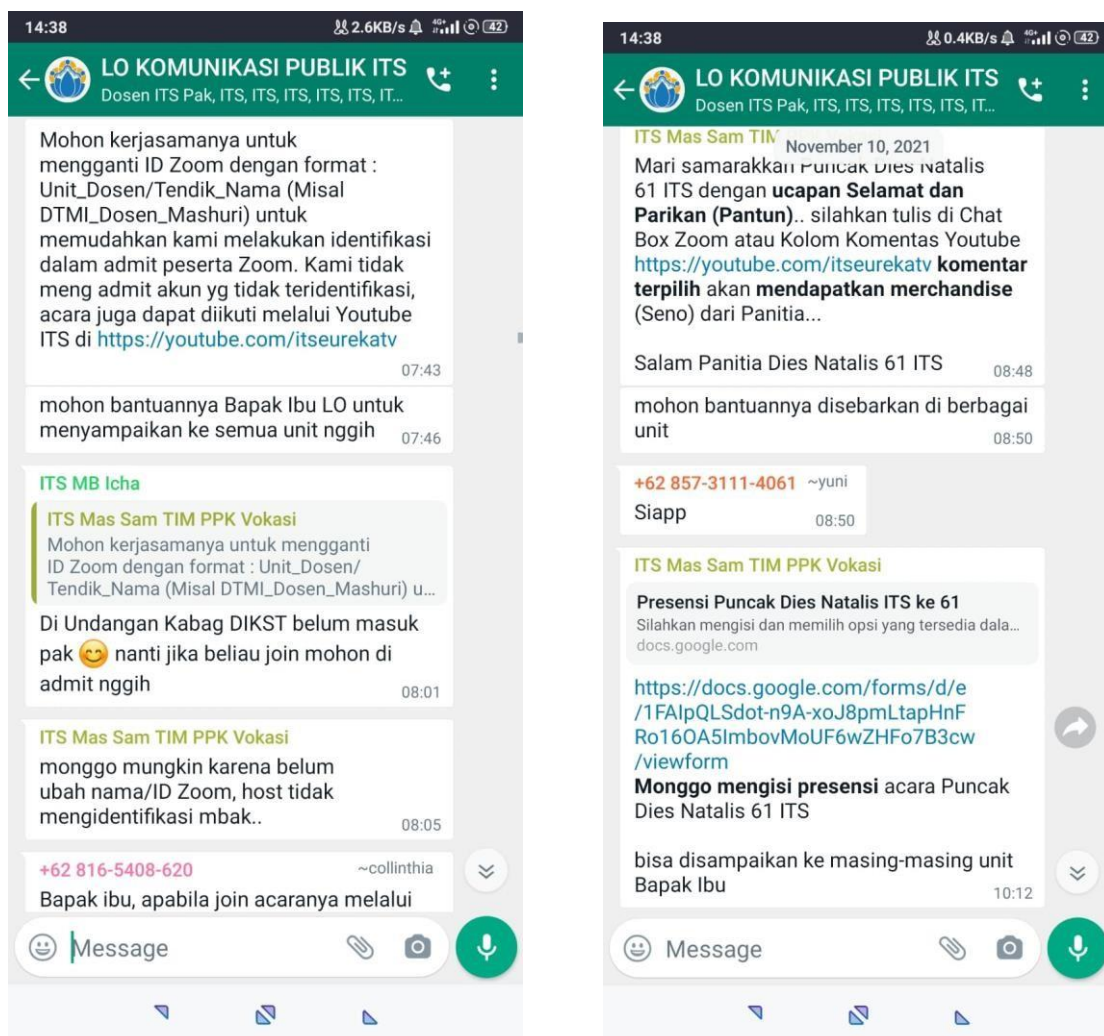 14:38
2.6KB/s
4G+
42
LO KOMUNIKASI PUBLIK ITS
Dosen ITS Pak, ITS, ITS, ITS, ITS, ITS, IT...
Mohon kerjasamanya untuk
mengganti ID Zoom dengan format :
Unit_Dosen/Tendik_Nama (Misal
DTMI_Dosen_Mashuri) untuk
memudahkan kami melakukan identifikasi
dalam admit peserta Zoom. Kami tidak
meng admit akun yg tidak teridentifikasi,
acara juga dapat diikuti melalui Youtube
ITS di https://youtube.com/itseurekatv
07:43
mohon bantuannya Bapak Ibu LO untuk
menyampaikan ke semua unit nggih 07:46
ITS MB Icha
ITS Mas Sam TIM PPK Vokasi
Mohon kerjasamanya untuk mengganti
ID Zoom dengan format : Unit_Dosen/
Tendik_Nama (Misal DTMI_Dosen_Mashuri) u...
Di Undangan Kabag DIKST belum masuk
pak 😊 nanti jika beliau join mohon di
admit nggih 08:01
ITS Mas Sam TIM PPK Vokasi
monggo mungkin karena belum
ubah nama/ID Zoom, host tidak
mengidentifikasi mbak.. 08:05
+62 816-5408-620 ~collinthia
Bapak ibu, apabila join acaranya melalui
Message
14:38
0.4KB/s
4G+
42
LO KOMUNIKASI PUBLIK ITS
Dosen ITS Pak, ITS, ITS, ITS, ITS, ITS, IT...
ITS Mas Sam TIM
November 10, 2021
Mari samarakkan Puncak Dies Natalis
61 ITS dengan ucapan Selamat dan
Parikan (Pantun).. silahkan tulis di Chat
Box Zoom atau Kolom Komentas Youtube
https://youtube.com/itseurekatv komentar
terpilih akan mendapatkan merchandise
(Seno) dari Panitia...
Salam Panitia Dies Natalis 61 ITS 08:48
mohon bantuannya disebarkan di berbagai
unit 08:50
+62 857-3111-4061 ~yuni
Siapp 08:50
ITS Mas Sam TIM PPK Vokasi
Presensi Puncak Dies Natalis ITS ke 61
Silahkan mengisi dan memilih opsi yang tersedia dala...
docs.google.com
https://docs.google.com/forms/d/e
/1FAIpQLSdot-n9A-xoJ8pmLtapHnF
Ro16OA5ImbovMoUF6wZHFo7B3cw
/viewform
Monggo mengisi presensi acara Puncak
Dies Natalis 61 ITS
bisa disampaikan ke masing-masing unit
Bapak Ibu 10:12
Message